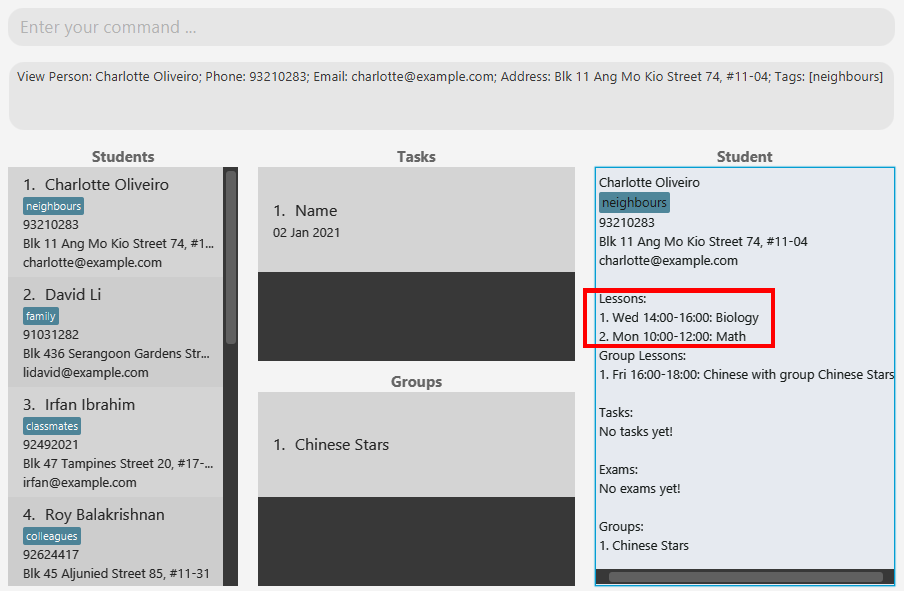 Enter your command ...
View Person: Charlotte Oliveiro; Phone: 93210283; Email: charlotte@example.com; Address: Blk 11 Ang Mo Kio Street 74, #11-04; Tags: [neighbours]
Students
1. Charlotte Oliveiro
neighbours
93210283
Blk 11 Ang Mo Kio Street 74, #1...
charlotte@example.com
2. David Li
family
91031282
Blk 436 Serangoon Gardens Str...
lidavid@example.com
3. Irfan Ibrahim
classmates
92492021
Blk 47 Tampines Street 20, #17-...
irfan@example.com
4. Roy Balakrishnan
colleagues
92624417
Blk 45 Aljunied Street 85, #11-31
Tasks
1. Name
02 Jan 2021
Groups
1. Chinese Stars
Student
Charlotte Oliveiro
neighbours
93210283
Blk 11 Ang Mo Kio Street 74, #11-04
charlotte@example.com
Lessons:
1. Wed 14:00-16:00: Biology
2. Mon 10:00-12:00: Math
Group Lessons:
1. Fri 16:00-18:00: Chinese with group Chinese Stars
Tasks:
No tasks yet!
Exams:
No exams yet!
Groups:
1. Chinese Stars